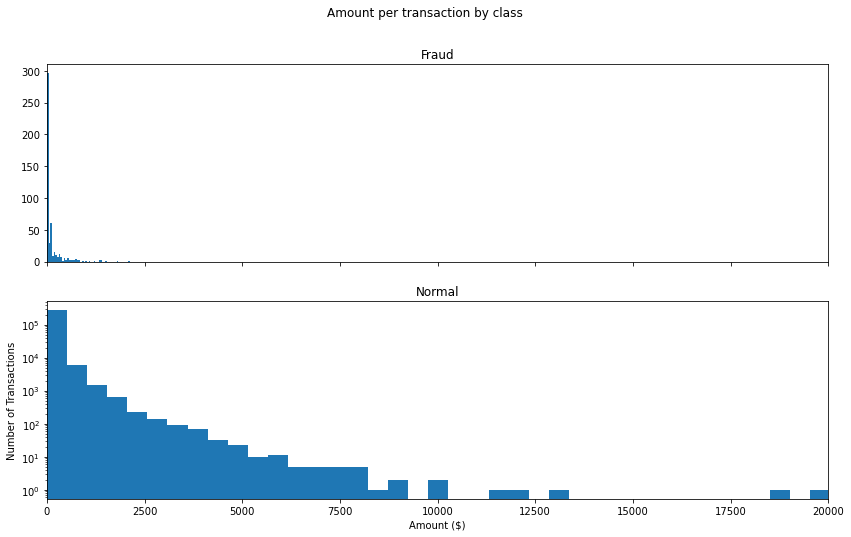 Amount per transaction by class
Fraud
300
250
200
150
100
50
0
Normal
Number of Transactions
10⁵
10⁴
10³
10²
10¹
10⁰
0 2500 5000 7500 10000 12500 15000 17500 20000
Amount ($)